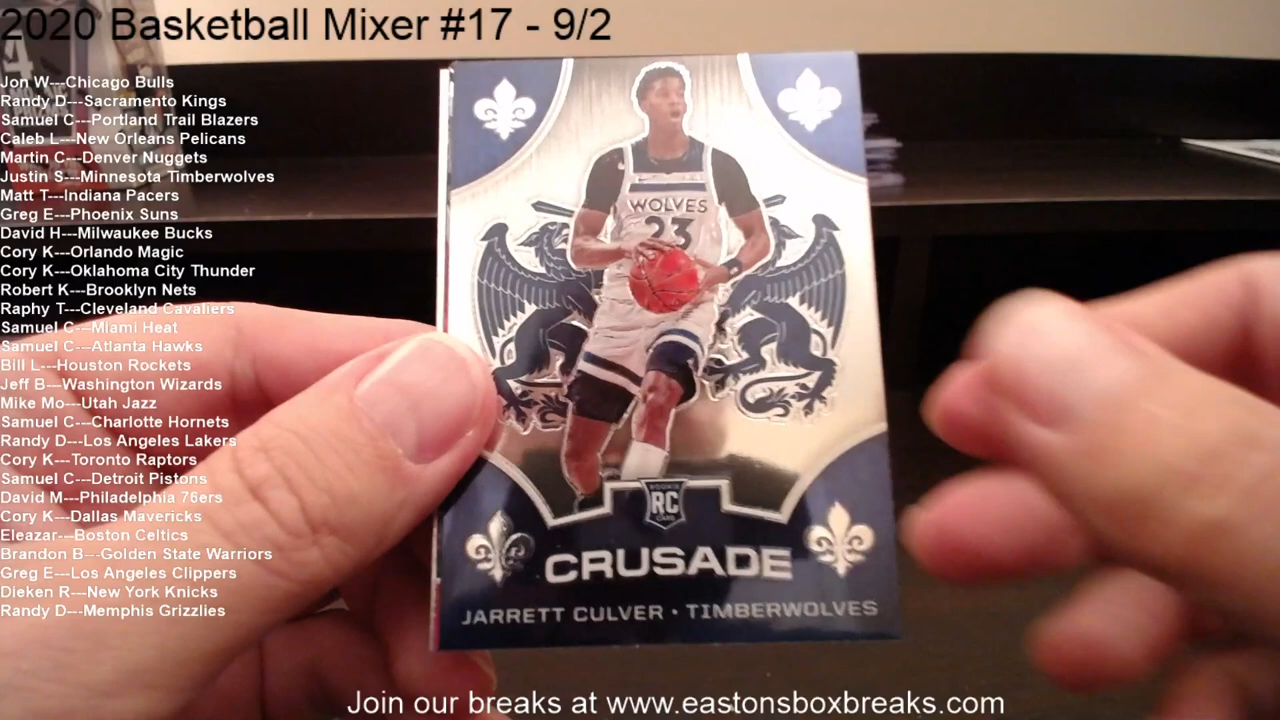 2020 Basketball Mixer #17 - 9/2
Jon W---Chicago Bulls
Randy D---Sacramento Kings
Samuel C---Portland Trail Blazers
Caleb L---New Orleans Pelicans
Martin C---Denver Nuggets
Justin S---Minnesota Timberwolves
Matt T---Indiana Pacers
Greg E---Phoenix Suns
David H---Milwaukee Bucks
Cory K---Orlando Magic
Cory K---Oklahoma City Thunder
Robert K---Brooklyn Nets
Raphy T---Cleveland Cavaliers
Samuel C---Miami Heat
Samuel C---Atlanta Hawks
Bill L---Houston Rockets
Jeff B---Washington Wizards
Mike Mo---Utah Jazz
Samuel C---Charlotte Hornets
Randy D---Los Angeles Lakers
Cory K---Toronto Raptors
Samuel C---Detroit Pistons
David M---Philadelphia 76ers
Cory K---Dallas Mavericks
Eleazar---Boston Celtics
Brandon B---Golden State Warriors
Greg E---Los Angeles Clippers
Dieken R---New York Knicks
Randy D---Memphis Grizzlies
WOLVES
23
ROOKIE
RC
CARD
CRUSADE
JARRETT CULVER • TIMBERWOLVES
Join our breaks at www.eastonsboxbreaks.com